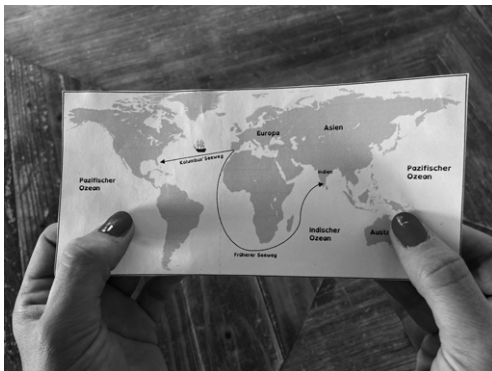 Europa
Asien
Kolumbus' Seeweg
Indien
Pazifischer
Ozean
Pazifischer
Ozean
Indischer
Ozean
Früherer Seeweg